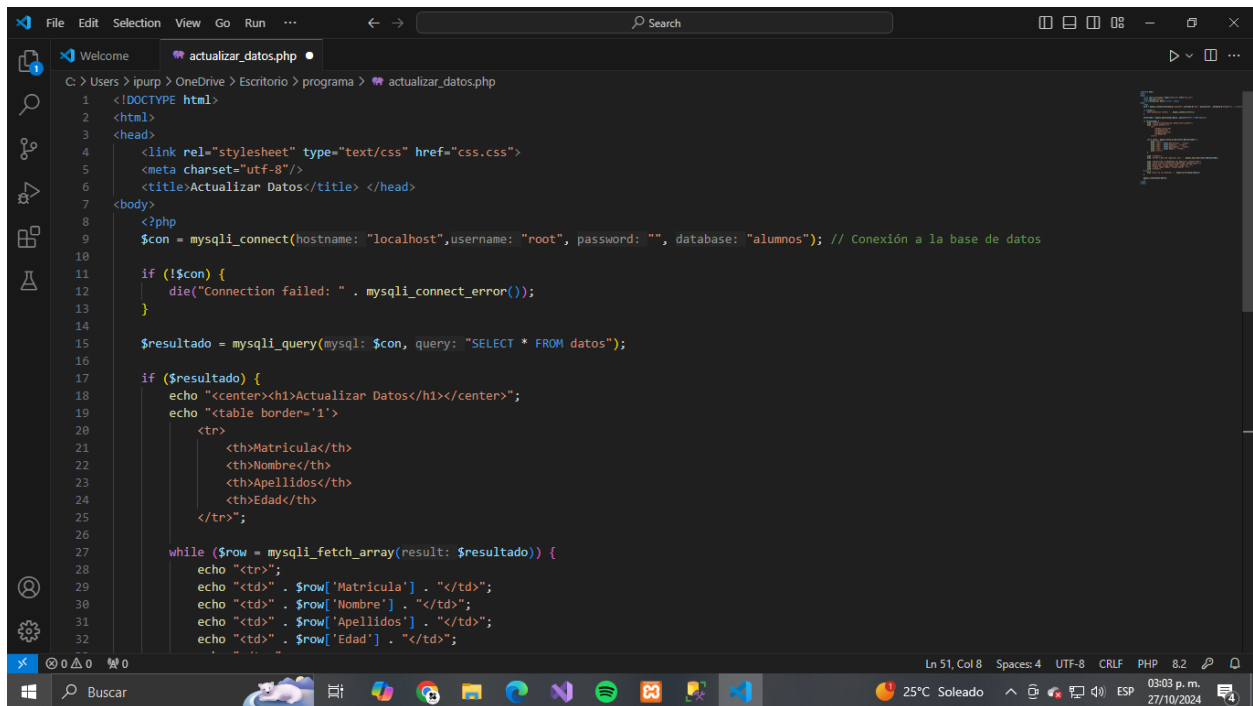 File Edit Selection View Go Run ··· ← → Search
Welcome actualizar_datos.php ●
C: > Users > ipurp > OneDrive > Escritorio > programa > actualizar_datos.php
1 <!DOCTYPE html>
2 <html>
3 <head>
4 <link rel="stylesheet" type="text/css" href="css.css">
5 <meta charset="utf-8"/>
6 <title>Actualizar Datos</title> </head>
7 <body>
8 <?php
9 $con = mysqli_connect(hostname: "localhost",username: "root", password: "", database: "alumnos"); // Conexión a la base de datos
10
11 if (!$con) {
12 die("Connection failed: " . mysqli_connect_error());
13 }
14
15 $resultado = mysqli_query(mysql: $con, query: "SELECT * FROM datos");
16
17 if ($resultado) {
18 echo "<center><h1>Actualizar Datos</h1></center>";
19 echo "<table border='1'>
20 <tr>
21 <th>Matricula</th>
22 <th>Nombre</th>
23 <th>Apellidos</th>
24 <th>Edad</th>
25 </tr>";
26
27 while ($row = mysqli_fetch_array(result: $resultado)) {
28 echo "<tr>";
29 echo "<td>" . $row['Matricula'] . "</td>";
30 echo "<td>" . $row['Nombre'] . "</td>";
31 echo "<td>" . $row['Apellidos'] . "</td>";
32 echo "<td>" . $row['Edad'] . "</td>";
0 0 0 Ln 51, Col 8 Spaces: 4 UTF-8 CRLF PHP 8.2
Buscar 25°C Soleado ESP 03:03 p. m.
27/10/2024 4